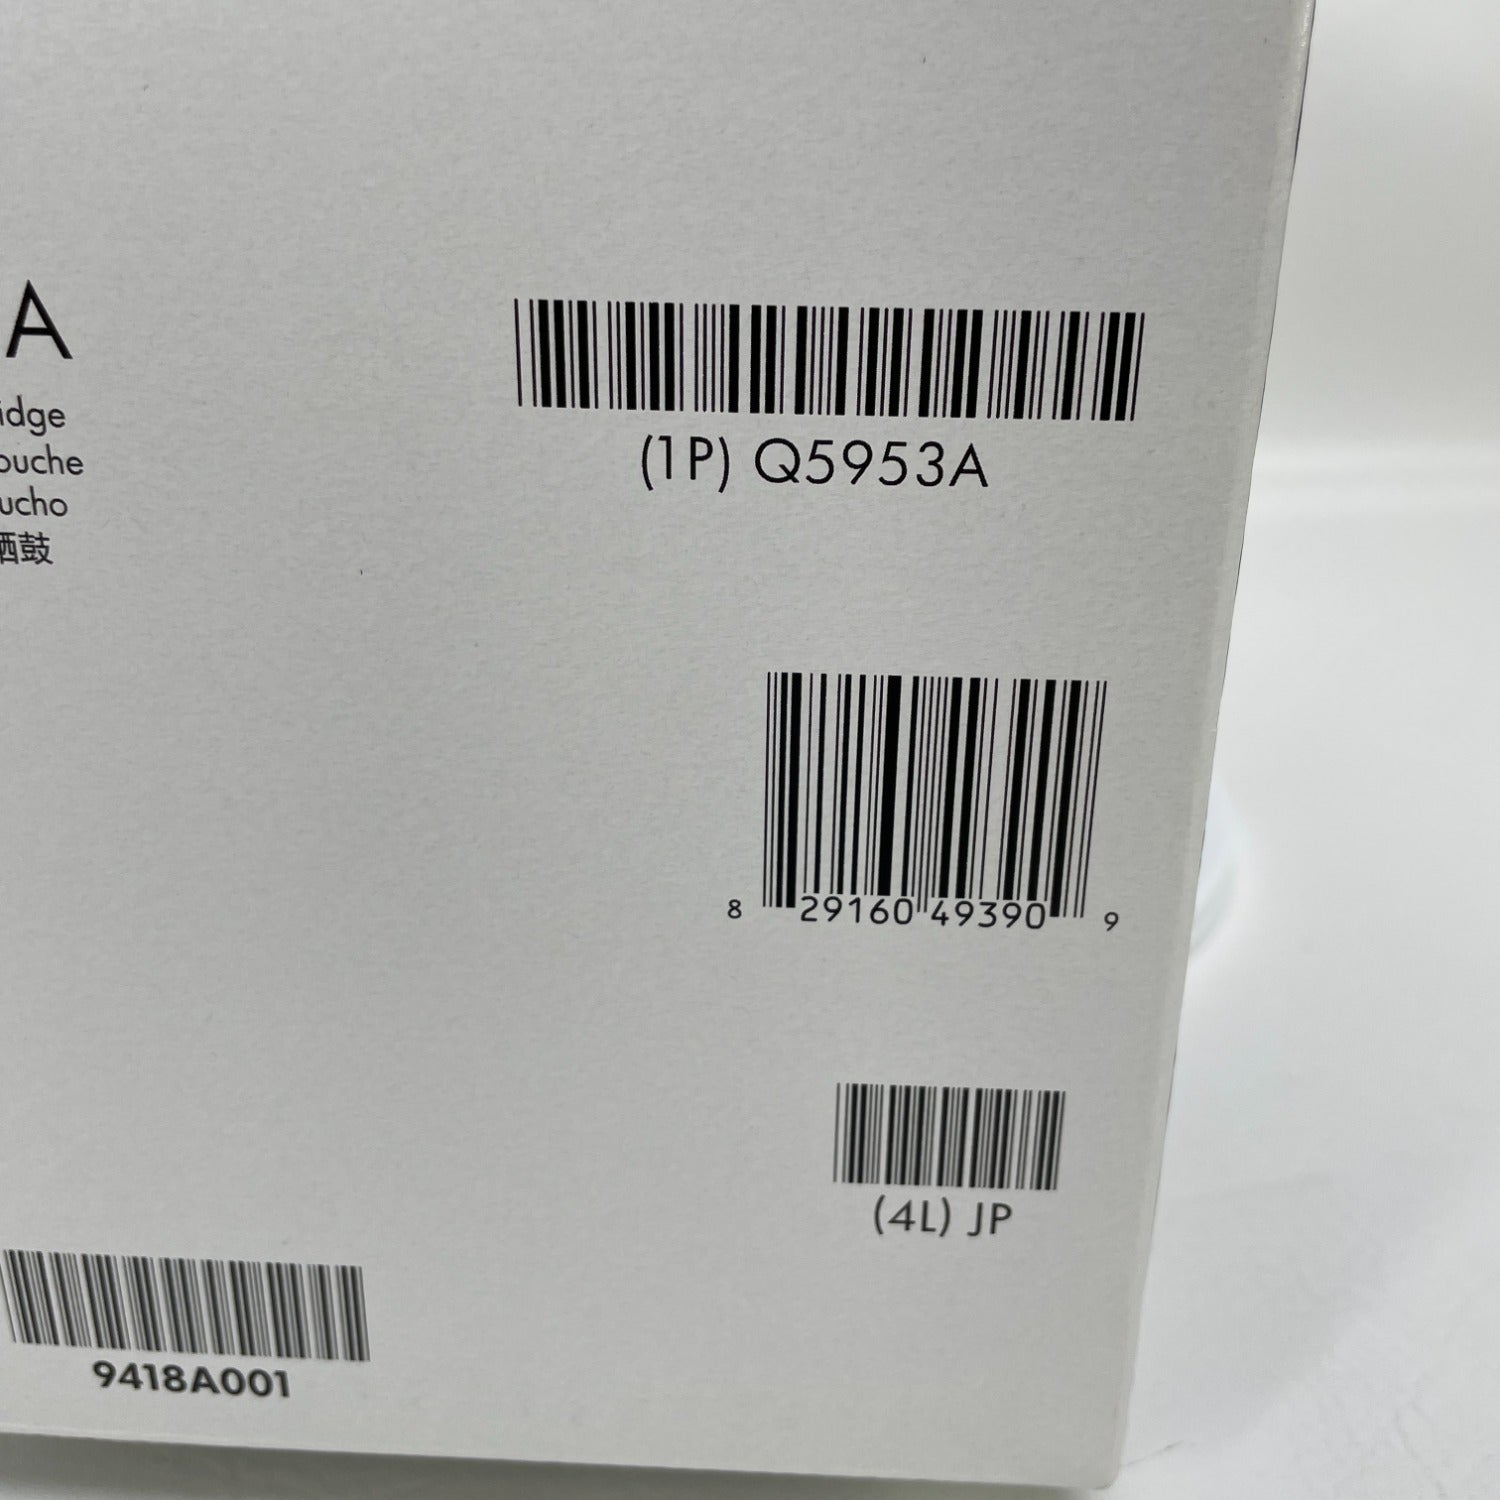 A
idge
ouche
ucho
硒鼓
(1P) Q5953A
8 29160 49390 9
(4L) JP
9418A001